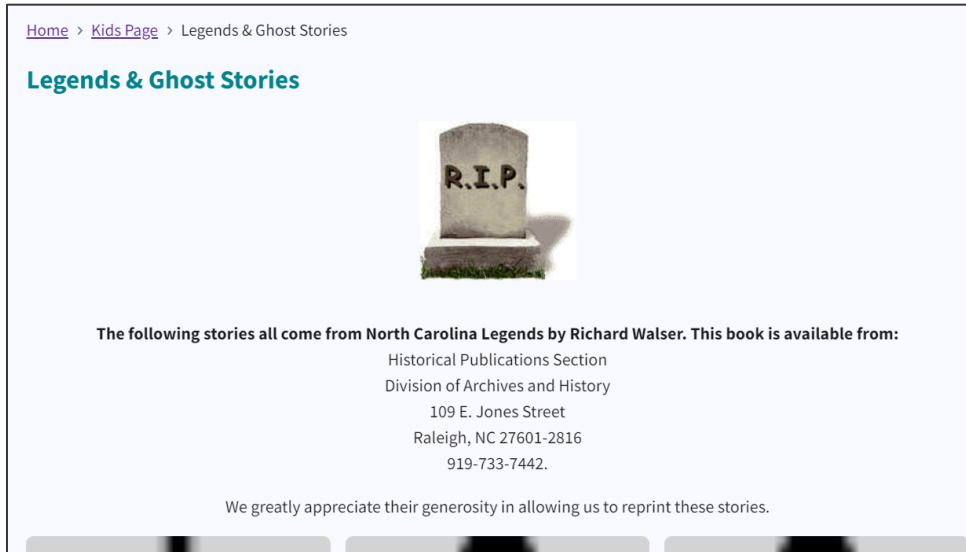 Home > Kids Page > Legends & Ghost Stories
Legends & Ghost Stories
R.I.P.
The following stories all come from North Carolina Legends by Richard Walser. This book is available from:
Historical Publications Section
Division of Archives and History
109 E. Jones Street
Raleigh, NC 27601-2816
919-733-7442.
We greatly appreciate their generosity in allowing us to reprint these stories.